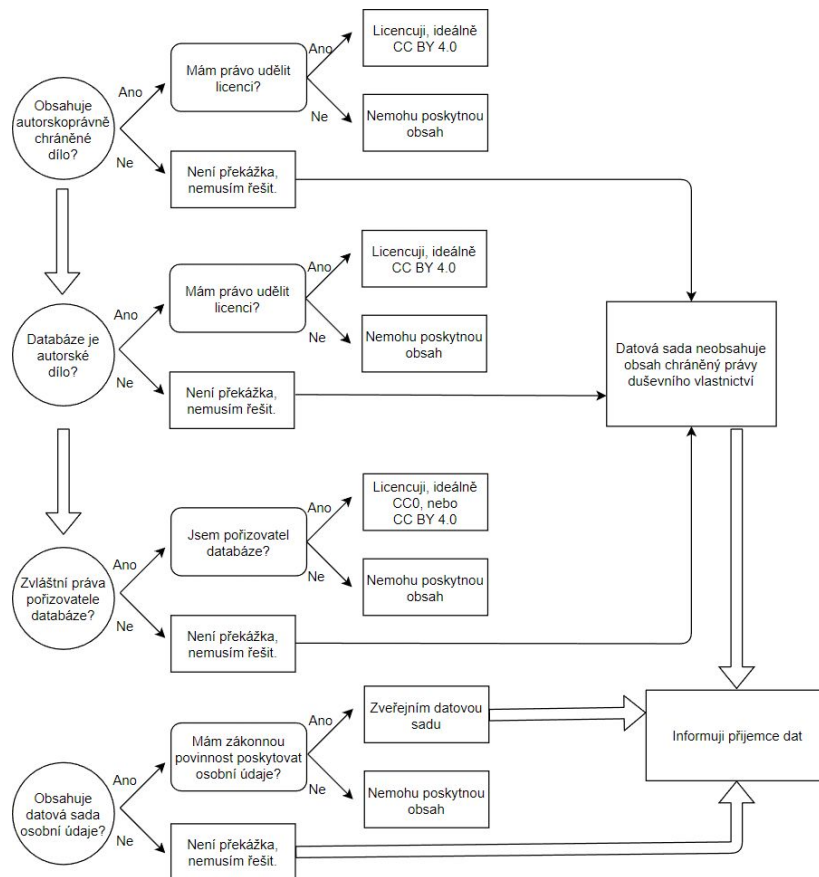 Obsahuje
autorskoprávně
chráněné
dílo?
Ano
Ne
Mám právo udělit
licenci?
Ano
Ne
Licencuji, ideálně
CC BY 4.0
Nemohu poskytnou
obsah
Není překážka,
nemusím řešit.
Databáze je
autorské
dílo?
Ano
Ne
Mám právo udělit
licenci?
Ano
Ne
Licencuji, ideálně
CC BY 4.0
Nemohu poskytnou
obsah
Není překážka,
nemusím řešit.
Datová sada neobsahuje
obsah chráněný právy
duševního vlastnictví
Zvláštní práva
pořizovatele
databáze?
Ano
Ne
Jsem pořizovatel
databáze?
Ano
Ne
Licencuji, ideálně
CC0, nebo
CC BY 4.0
Nemohu poskytnou
obsah
Není překážka,
nemusím řešit.
Obsahuje
datová sada
osobní údaje?
Ano
Ne
Mám zákonnou
povinnost poskytovat
osobní údaje?
Ano
Ne
Zveřejním datovou
sadu
Nemohu poskytnou
obsah
Není překážka,
nemusím řešit.
Informuji přijemce dat